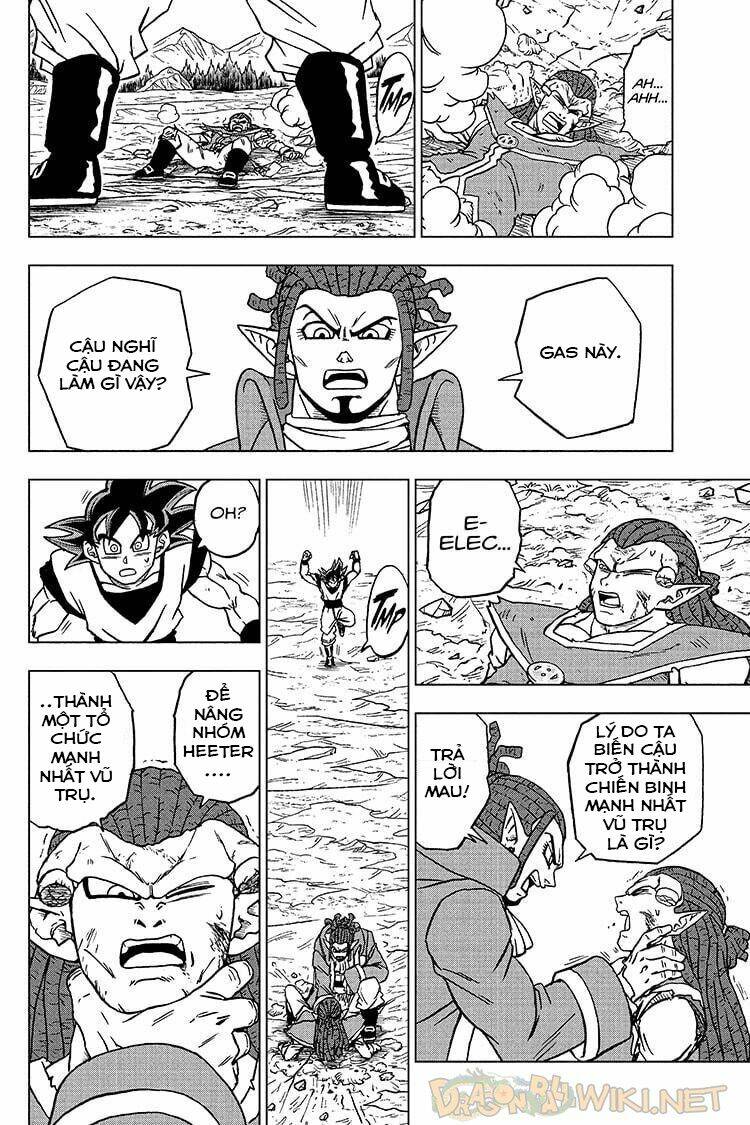 AH...
AHH...
TMP
GAS NÀY.
CẬU NGHĨ
CẬU ĐANG
LÀM GÌ VẬY?
E-
ELEC...
LÝ DO TA
BIẾN CẬU
TRỞ THÀNH
CHIẾN BINH
MẠNH NHẤT
VŨ TRỤ
LÀ GÌ?
TRẢ
LỜI
MAU!
TMP
OH?
ĐỂ
NÂNG
NHÓM
HEETER
....
..THÀNH
MỘT TỔ
CHỨC
MẠNH
NHẤT VŨ
TRỤ.
DRAGONBALLWIKI.NET